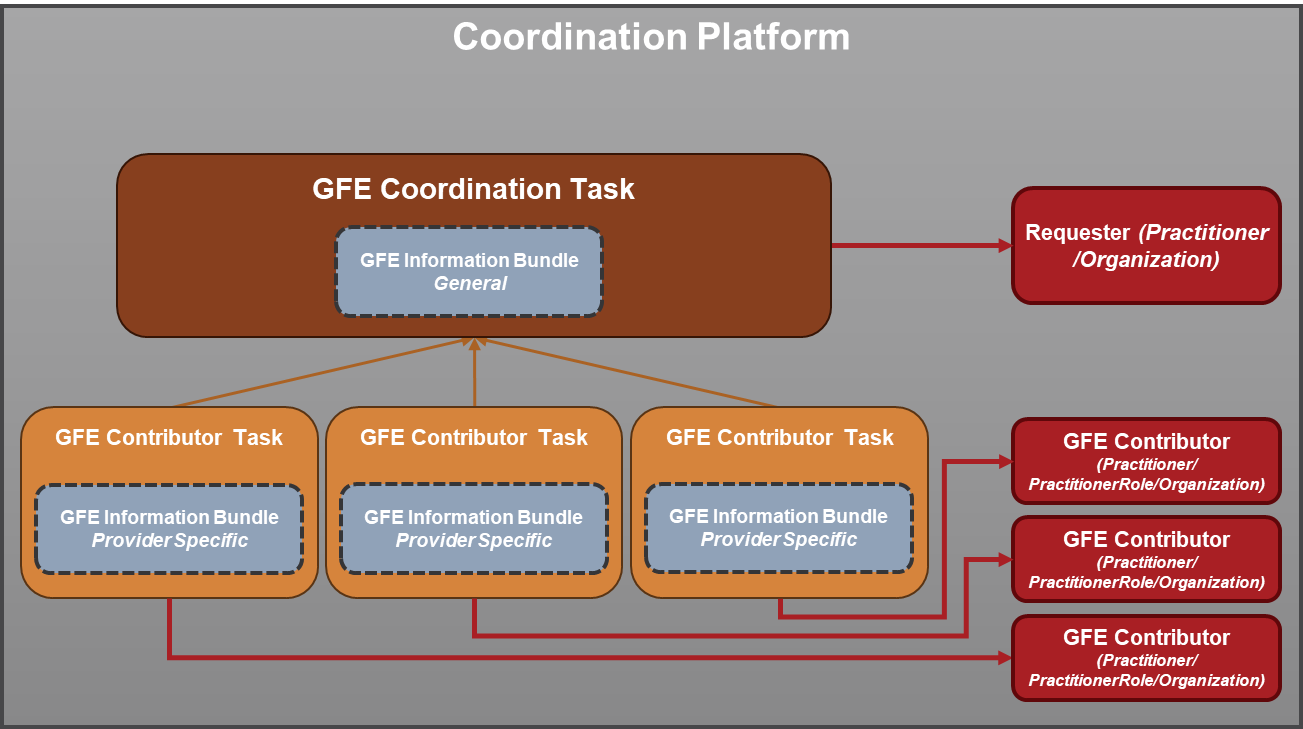 Coordination Platform
GFE Coordination Task
GFE Information Bundle
General
Requester (Practitioner
/Organization)
GFE Contributor Task
GFE Information Bundle
Provider Specific
GFE Contributor Task
GFE Information Bundle
Provider Specific
GFE Contributor Task
GFE Information Bundle
Provider Specific
GFE Contributor
(Practitioner/
PractitionerRole/Organization)
GFE Contributor
(Practitioner/
PractitionerRole/Organization)
GFE Contributor
(Practitioner/
PractitionerRole/Organization)